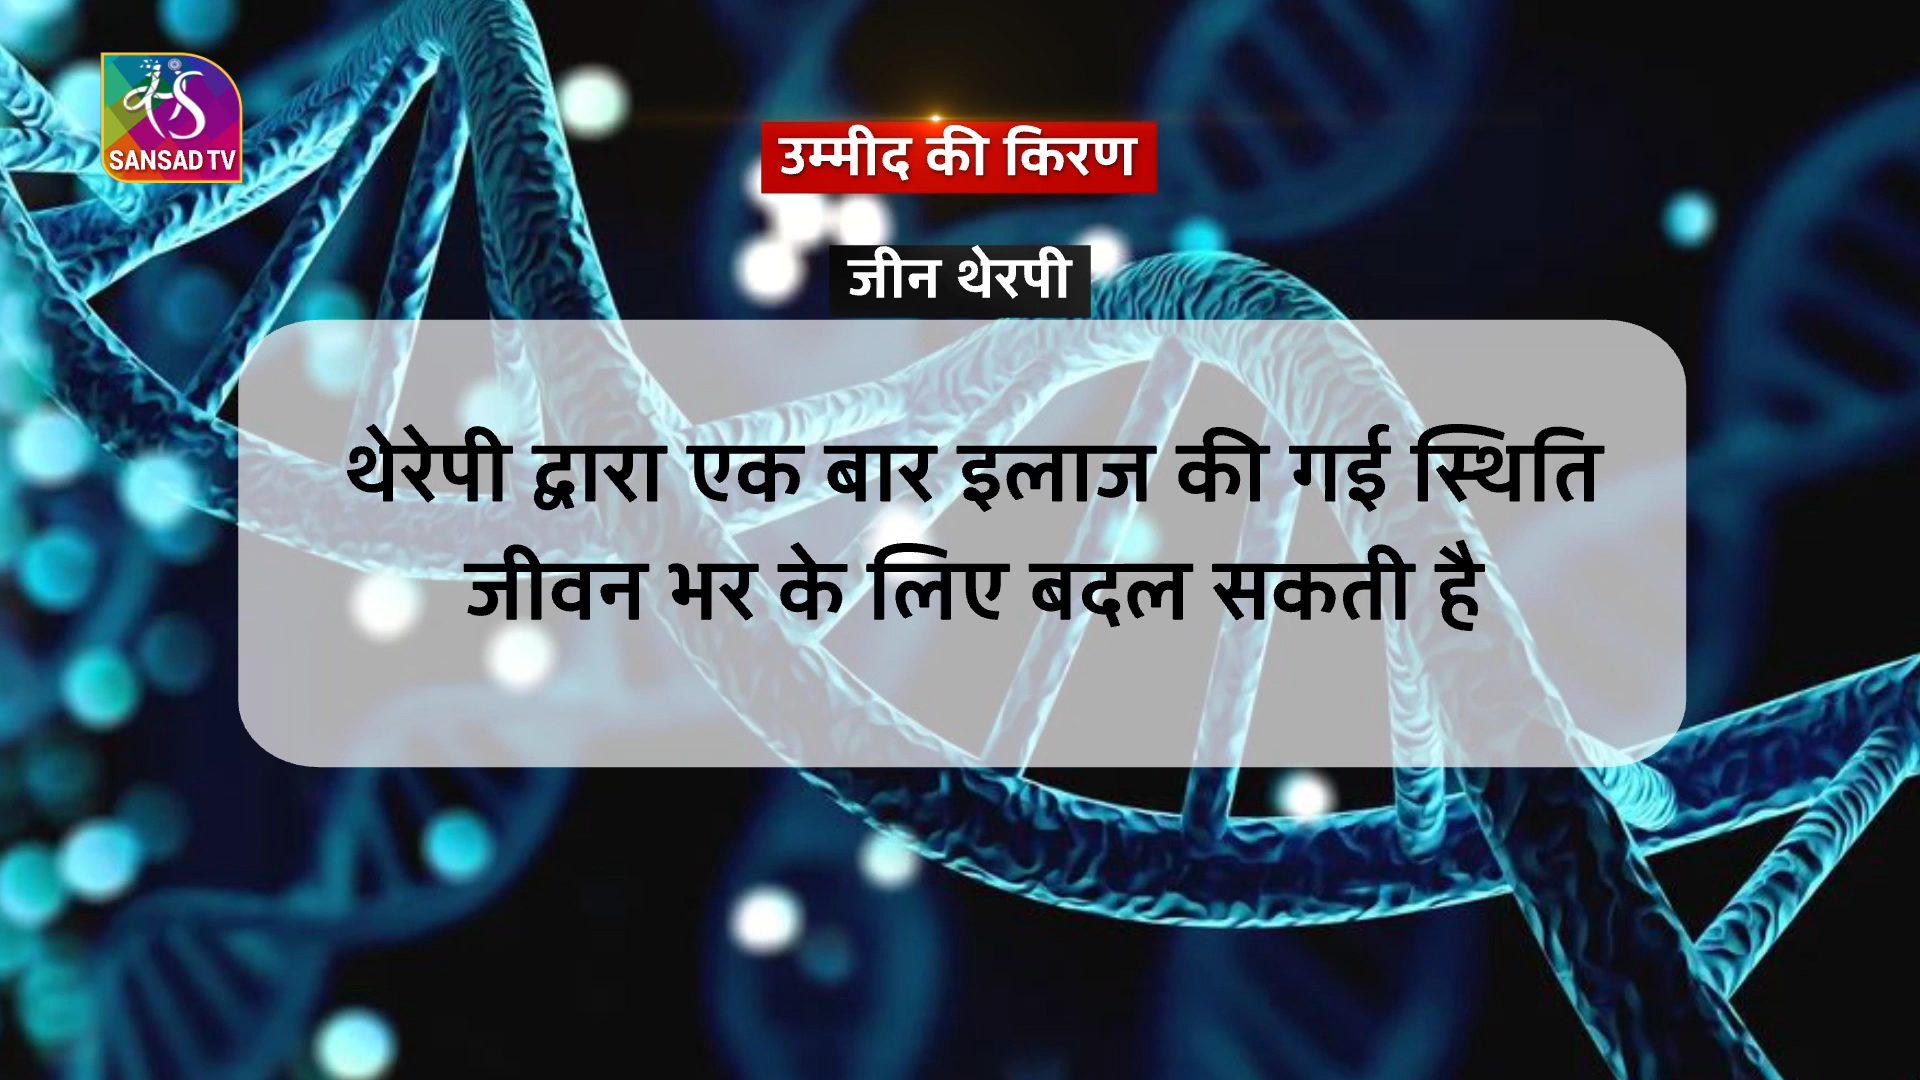 SANSAD TV
उम्मीद की किरण
जीन थेरपी
थेरेपी द्वारा एक बार इलाज की गई स्थिति
जीवन भर के लिए बदल सकती है